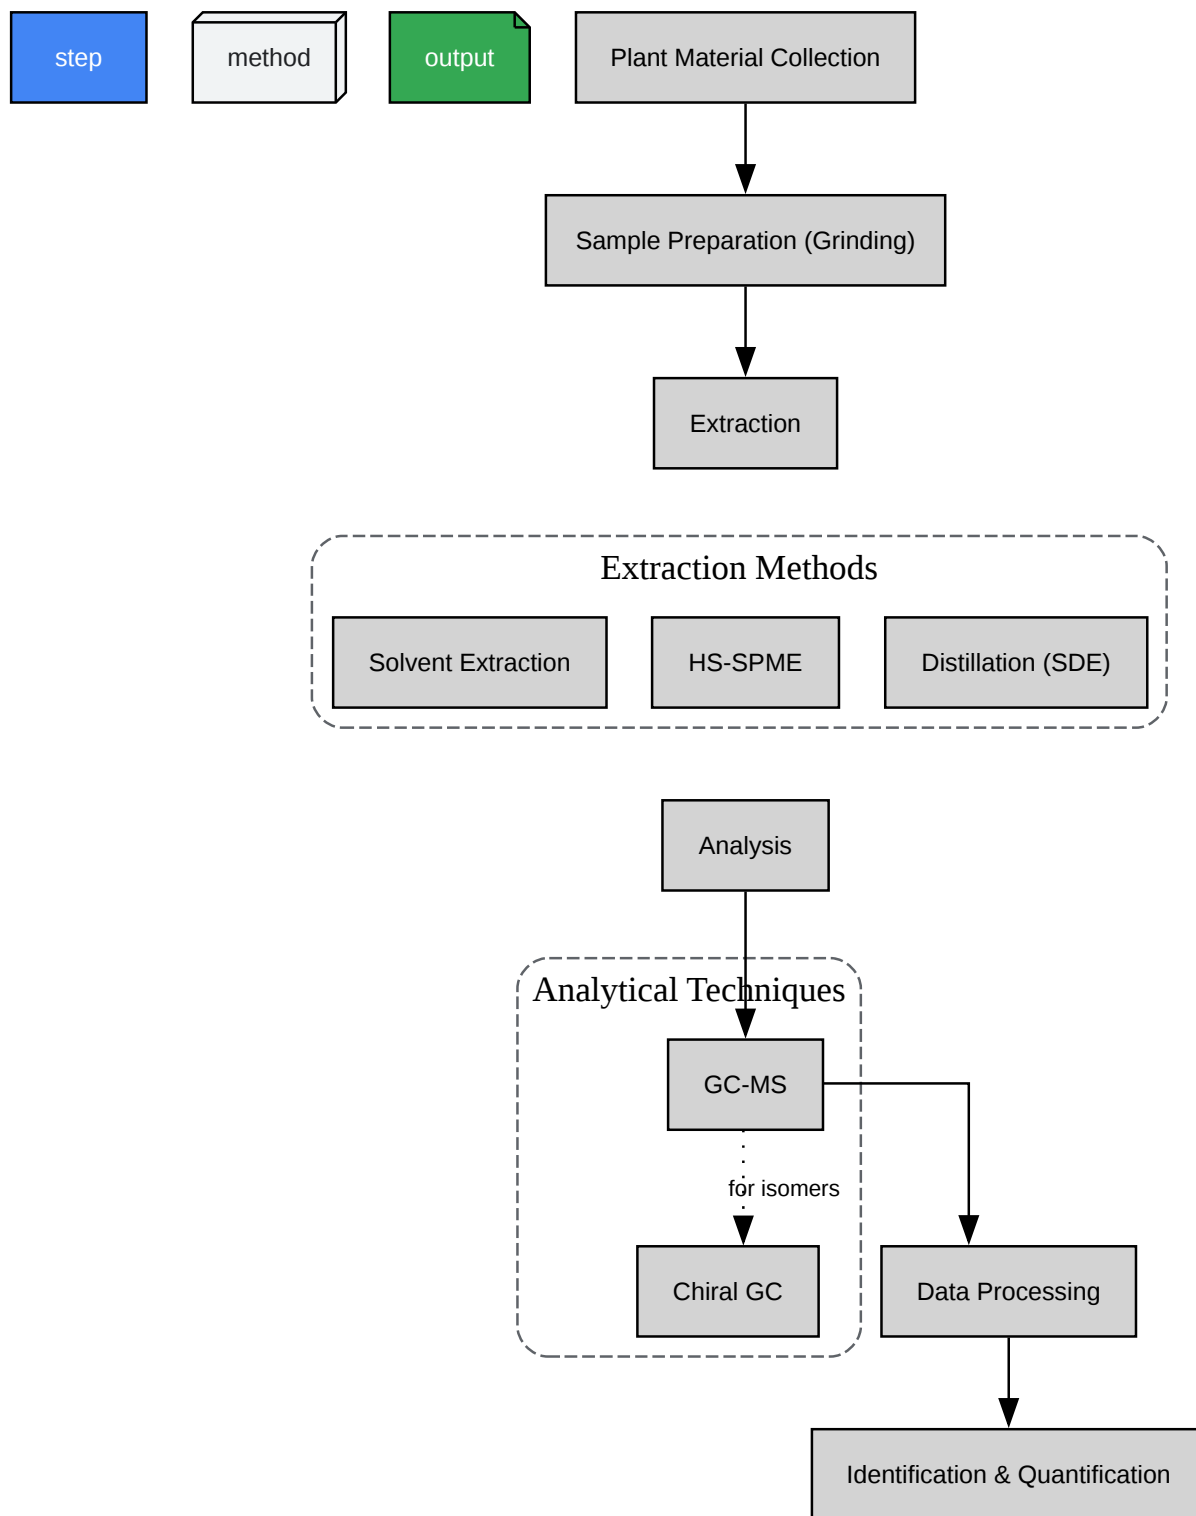 step
method
output
Plant Material Collection
Sample Preparation (Grinding)
Extraction
Extraction Methods
Solvent Extraction
HS-SPME
Distillation (SDE)
Analysis
Analytical Techniques
GC-MS
for isomers
Chiral GC
Data Processing
Identification & Quantification